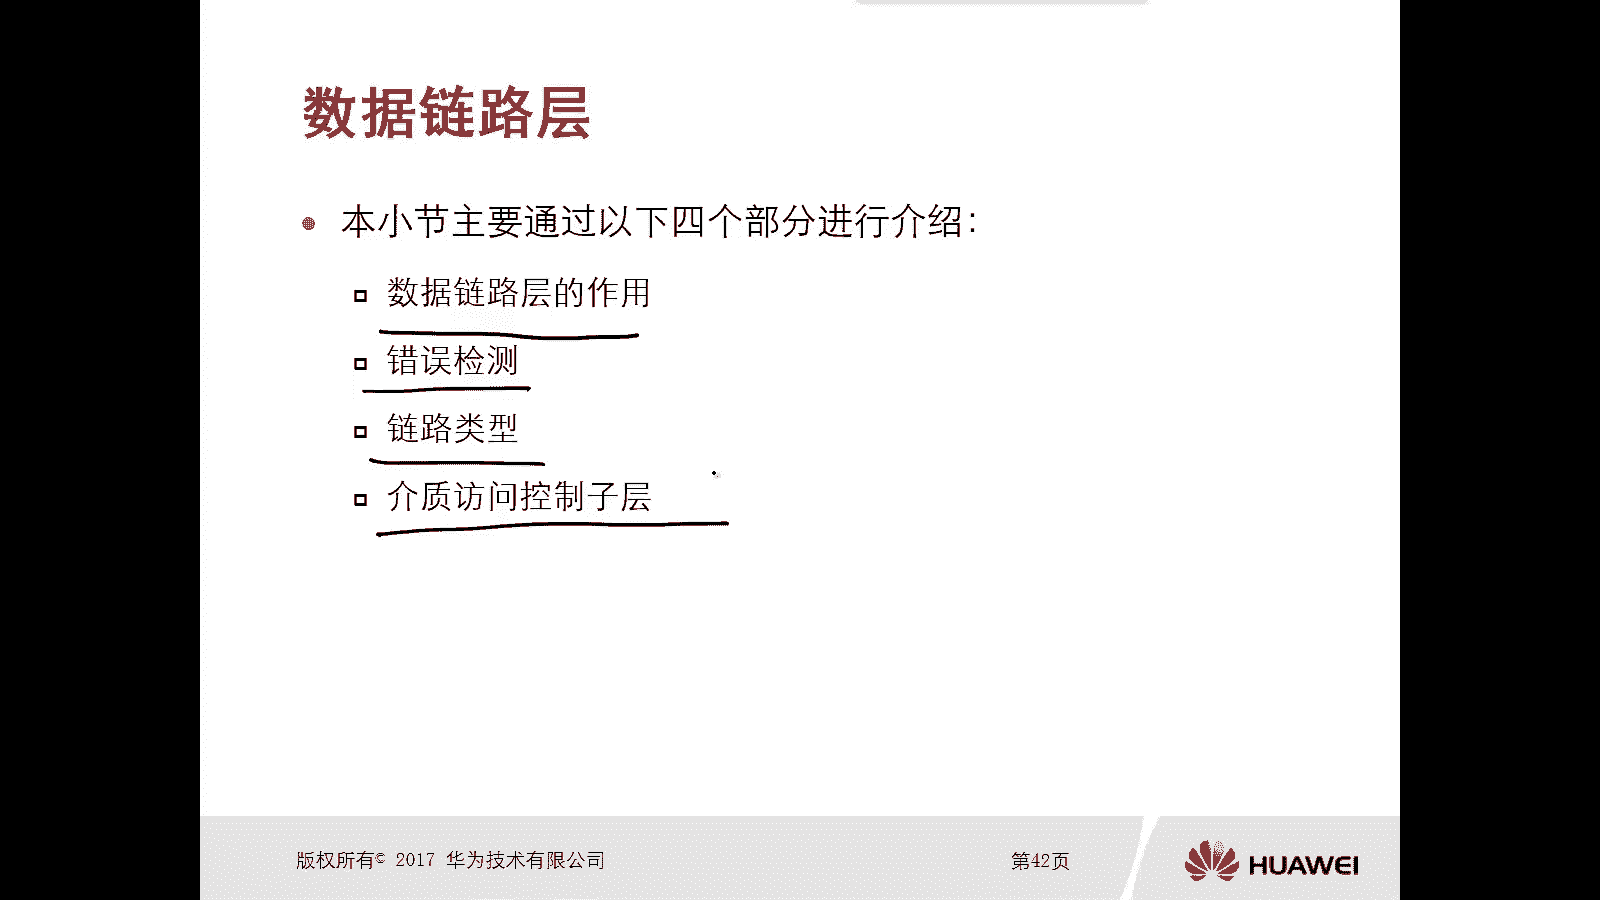 数据链路层
本小节主要通过以下四个部分进行介绍：
数据链路层的作用
错误检测
链路类型
介质访问控制子层
版权所有© 2017 华为技术有限公司
第42页
HUAWEI